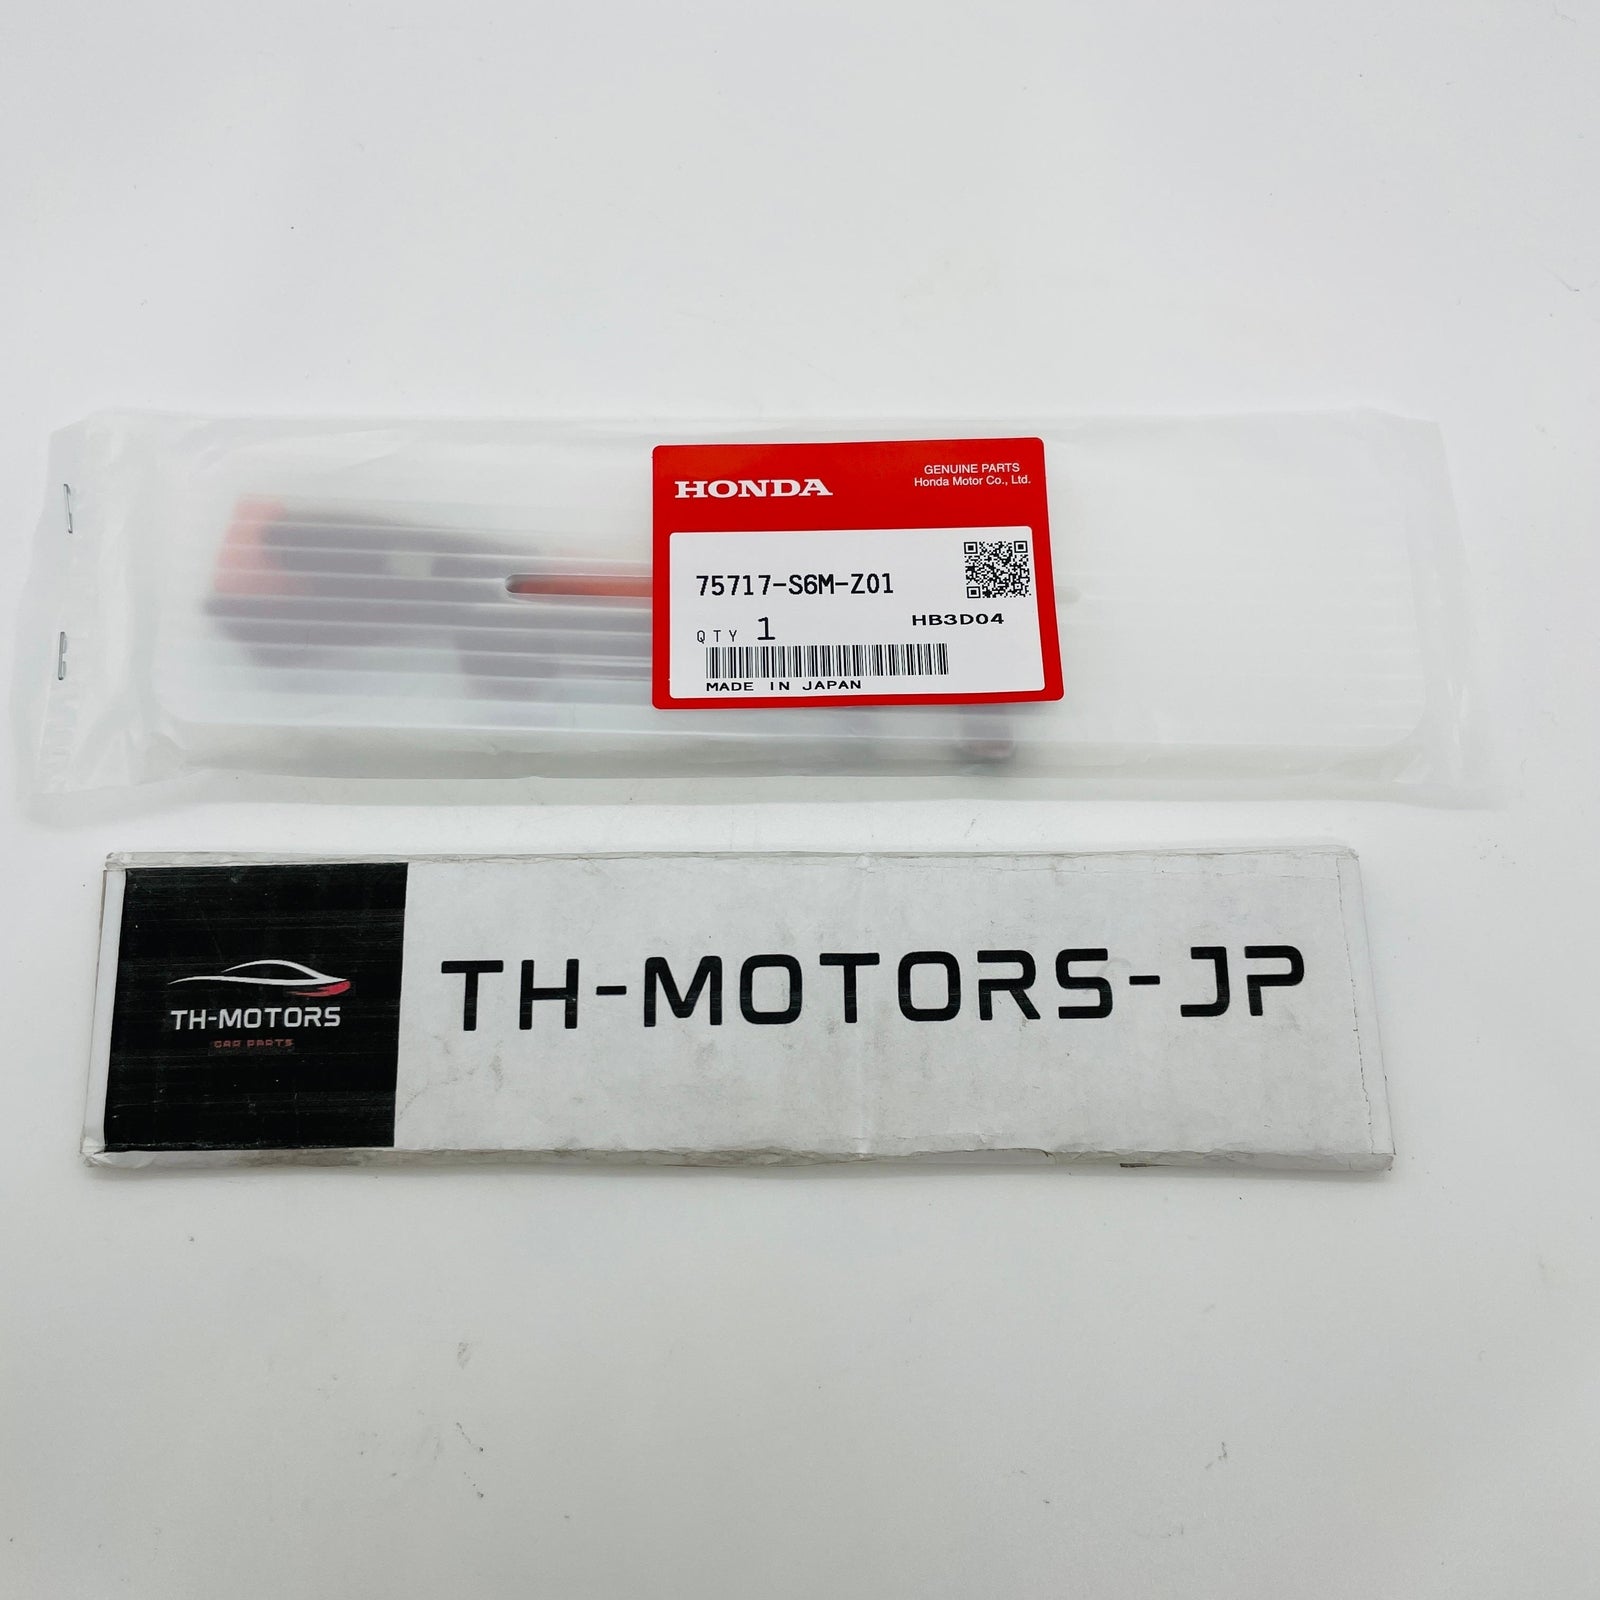 HONDA
GENUINE PARTS
Honda Motor Co., Ltd.
75717-S6M-Z01
HB3D04
QTY 1
MADE IN JAPAN
TH-MOTORS
CAR PARTS
TH-MOTORS-JP